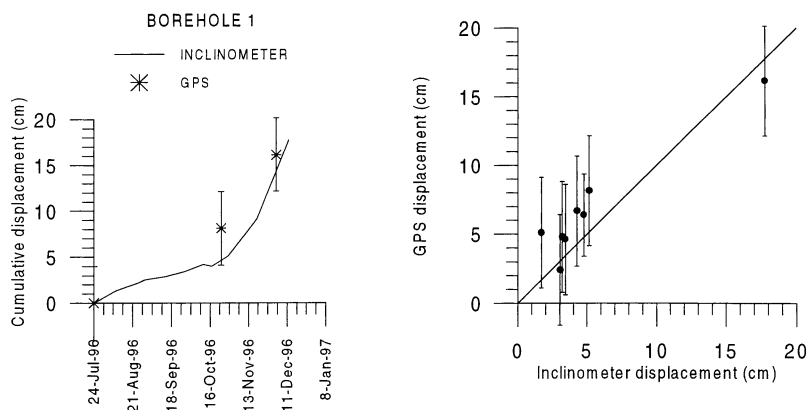 BOREHOLE 1
INCLINOMETER
GPS
Cumulative displacement (cm)
20
15
10
5
0
24-Jul-96
21-Aug-96
18-Sep-96
16-Oct-96
13-Nov-96
11-Dec-96
8-Jan-97
GPS displacement (cm)
20
15
10
5
0
0
5
10
15
20
Inclinometer displacement (cm)